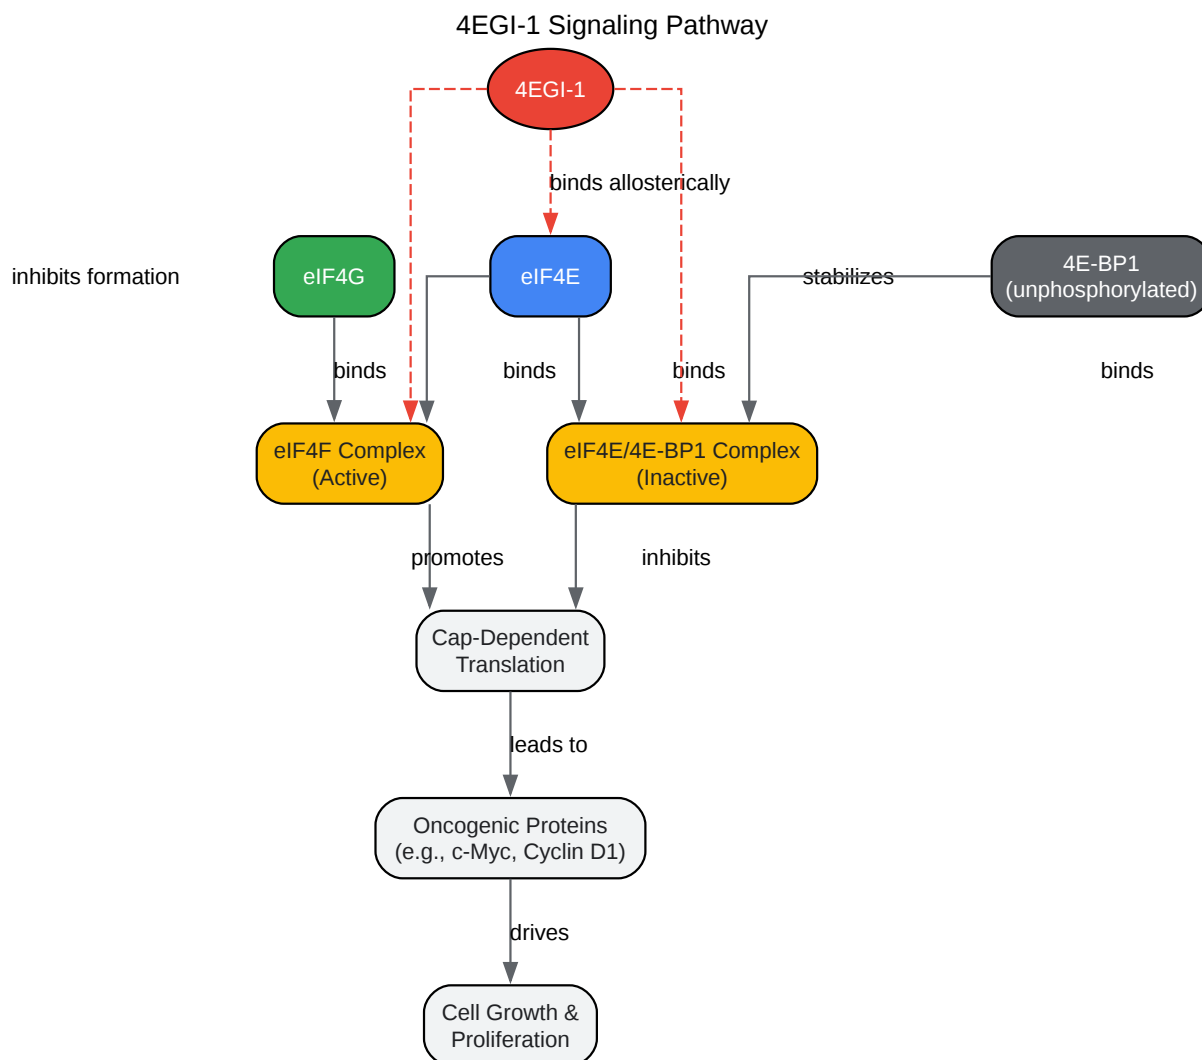 4EGI-1 Signaling Pathway
4EGI-1
binds allosterically
inhibits formation
eIF4G
eIF4E
stabilizes
4E-BP1
(unphosphorylated)
binds
binds
binds
binds
eIF4F Complex
(Active)
eIF4E/4E-BP1 Complex
(Inactive)
promotes
inhibits
Cap-Dependent
Translation
leads to
Oncogenic Proteins
(e.g., c-Myc, Cyclin D1)
drives
Cell Growth &
Proliferation